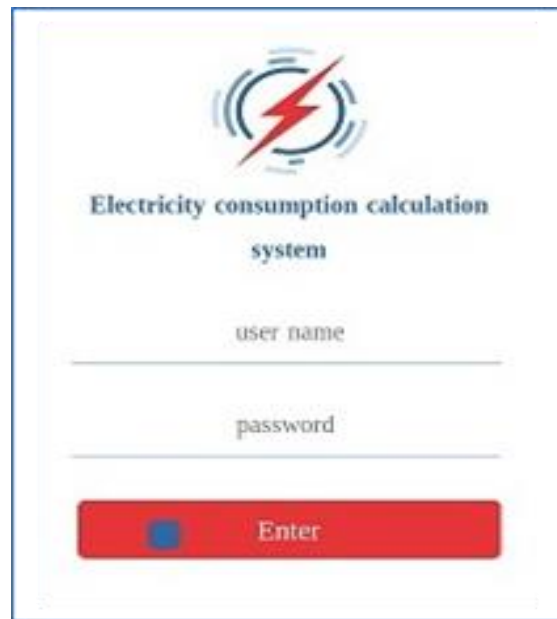 Electricity consumption calculation
system
user name
password
Enter